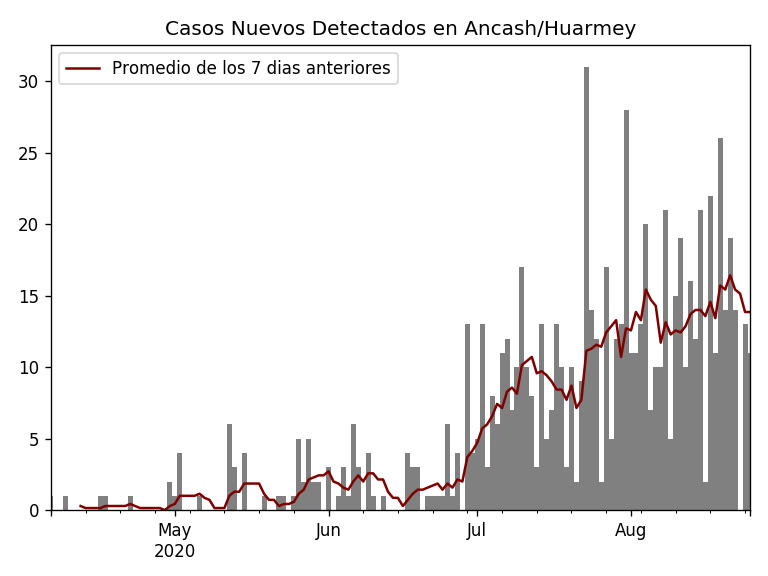 Casos Nuevos Detectados en Ancash/Huarmey
Promedio de los 7 dias anteriores
30
25
20
15
10
5
0
May
2020
Jun
Jul
Aug